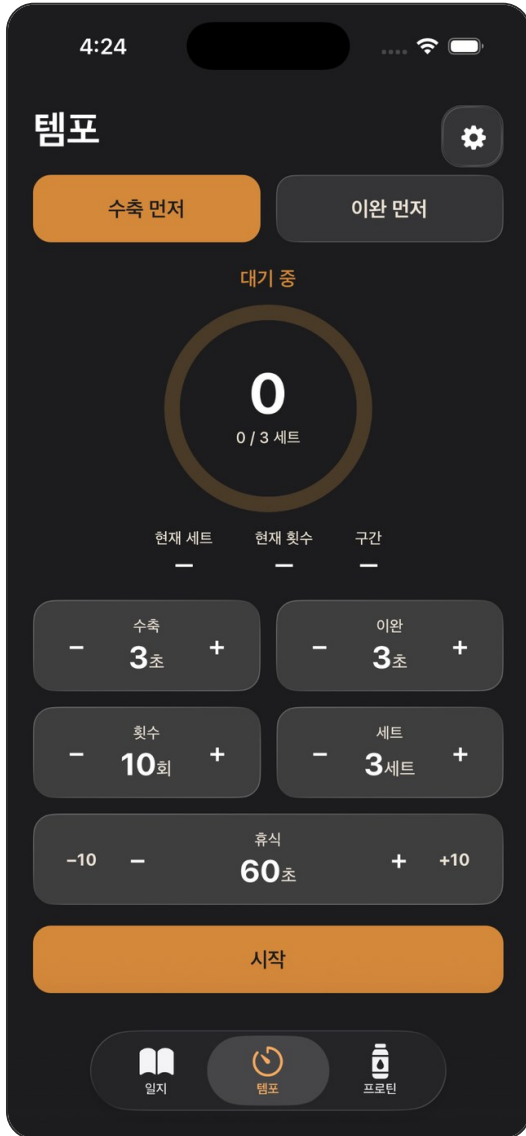 4:24
템포
수축 먼저 이완 먼저
대기 중
0
0 / 3 세트
현재 세트 현재 횟수 구간
– – –
수축 이완
− 3초 + − 3초 +
횟수 세트
− 10회 + − 3세트 +
휴식
−10 − 60초 + +10
시작
일지 템포 프로틴